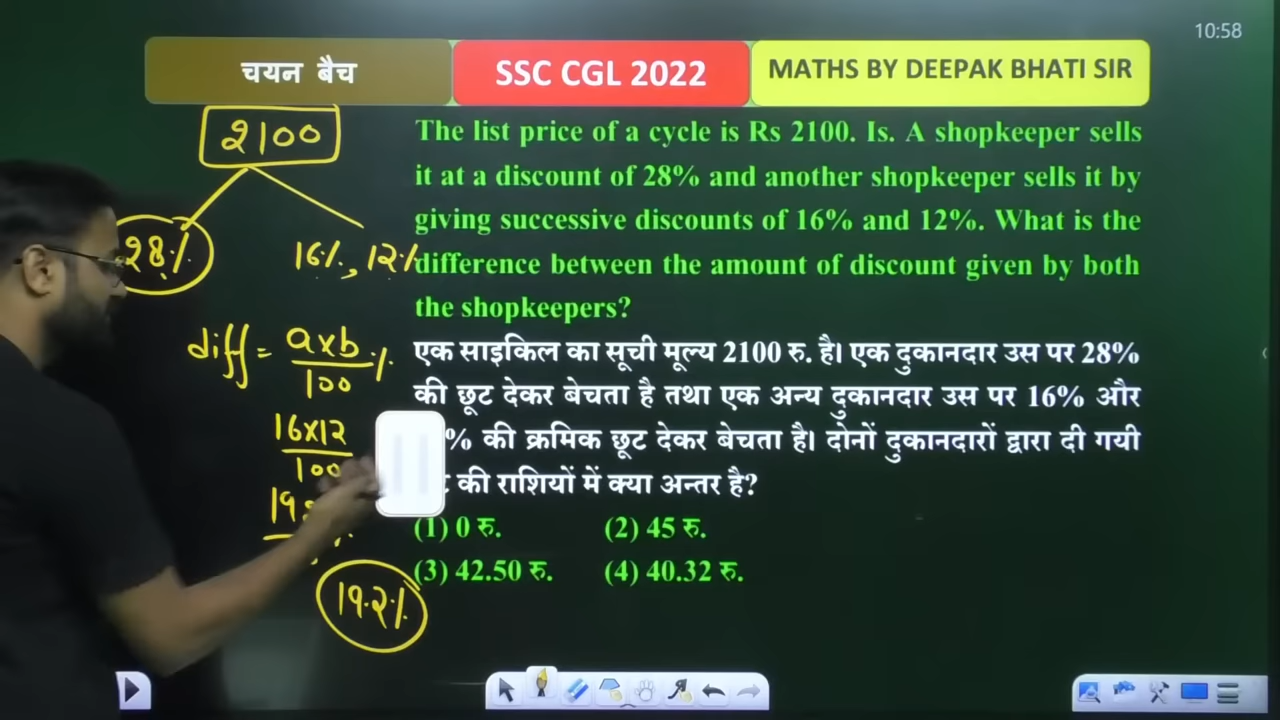 10:58
चयन बैच
SSC CGL 2022
MATHS BY DEEPAK BHATI SIR
2100
28%
16%, 12%
diff = a×b/100 %
16×12
100
19.2%
The list price of a cycle is Rs 2100. Is. A shopkeeper sells
it at a discount of 28% and another shopkeeper sells it by
giving successive discounts of 16% and 12%. What is the
difference between the amount of discount given by both
the shopkeepers?
एक साइकिल का सूची मूल्य 2100 रु. है। एक दुकानदार उस पर 28%
की छूट देकर बेचता है तथा एक अन्य दुकानदार उस पर 16% और
% की क्रमिक छूट देकर बेचता है। दोनों दुकानदारों द्वारा दी गयी
की राशियों में क्या अन्तर है?
(1) 0 रु. (2) 45 रु.
(3) 42.50 रु. (4) 40.32 रु.